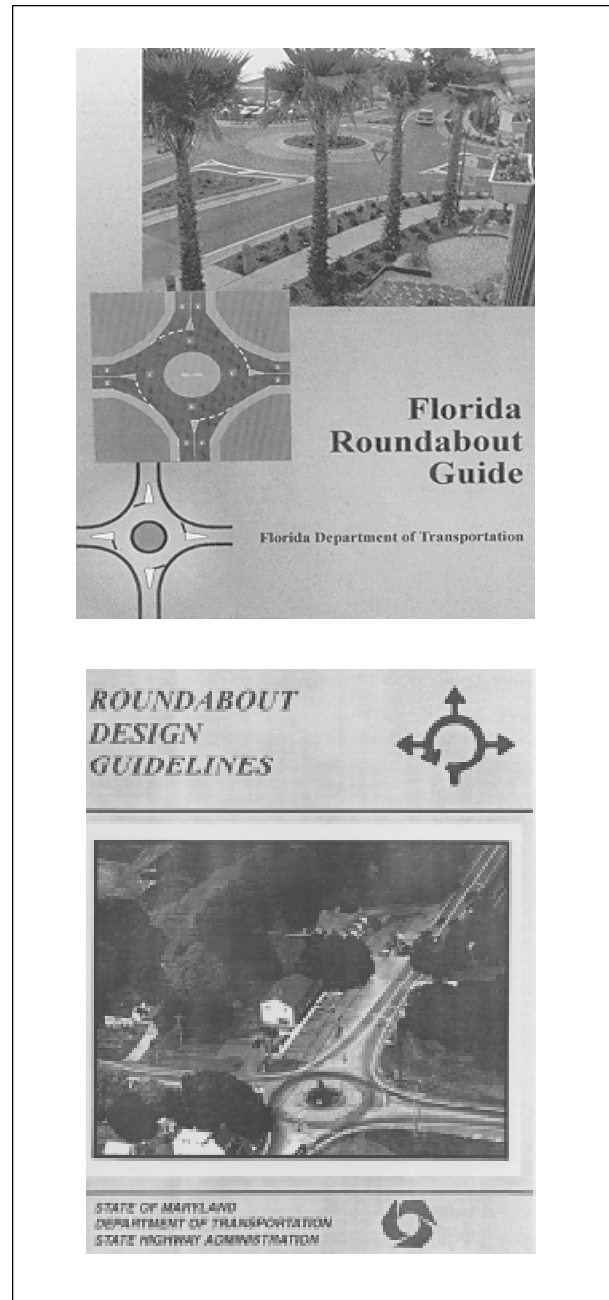 Florida
Roundabout
Guide
Florida Department of Transportation
ROUNDABOUT
DESIGN
GUIDELINES
STATE OF MARYLAND
DEPARTMENT OF TRANSPORTATION
STATE HIGHWAY ADMINISTRATION